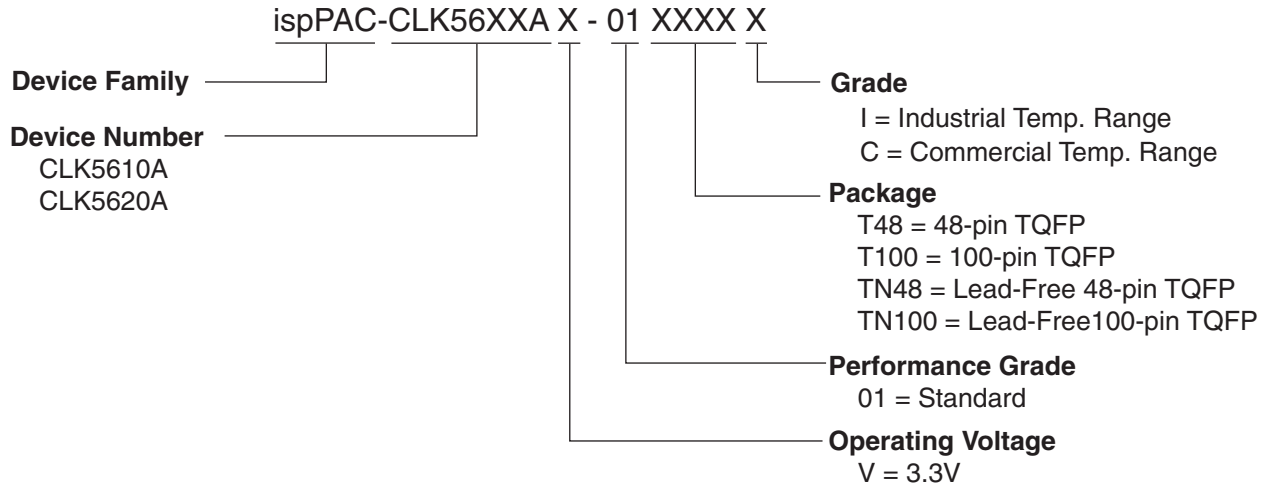 ispPAC-CLK56XXA X - 01 XXXX X
Device Family
Device Number
CLK5610A
CLK5620A
Grade
I = Industrial Temp. Range
C = Commercial Temp. Range
Package
T48 = 48-pin TQFP
T100 = 100-pin TQFP
TN48 = Lead-Free 48-pin TQFP
TN100 = Lead-Free100-pin TQFP
Performance Grade
01 = Standard
Operating Voltage
V = 3.3V